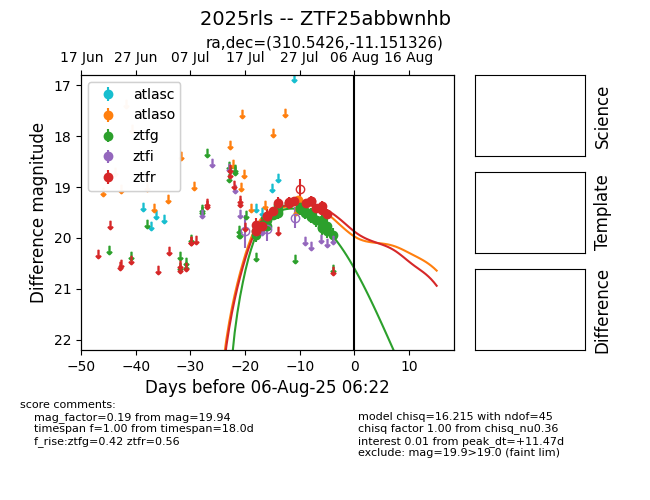 2025rls -- ZTF25abbwnhb
ra,dec=(310.5426,-11.151326)
17 Jun 27 Jun 07 Jul 17 Jul 27 Jul 06 Aug 16 Aug
atlasc
atlaso
ztfg
ztfi
ztfr
Difference magnitude
17
18
19
20
21
22
−50 −40 −30 −20 −10 0 10
Days before 06-Aug-25 06:22
Science
Template
Difference
score comments:
mag_factor=0.19 from mag=19.94
timespan f=1.00 from timespan=18.0d
f_rise:ztfg=0.42 ztfr=0.56
model chisq=16.215 with ndof=45
chisq factor 1.00 from chisq_nu0.36
interest 0.01 from peak_dt=+11.47d
exclude: mag=19.9>19.0 (faint lim)